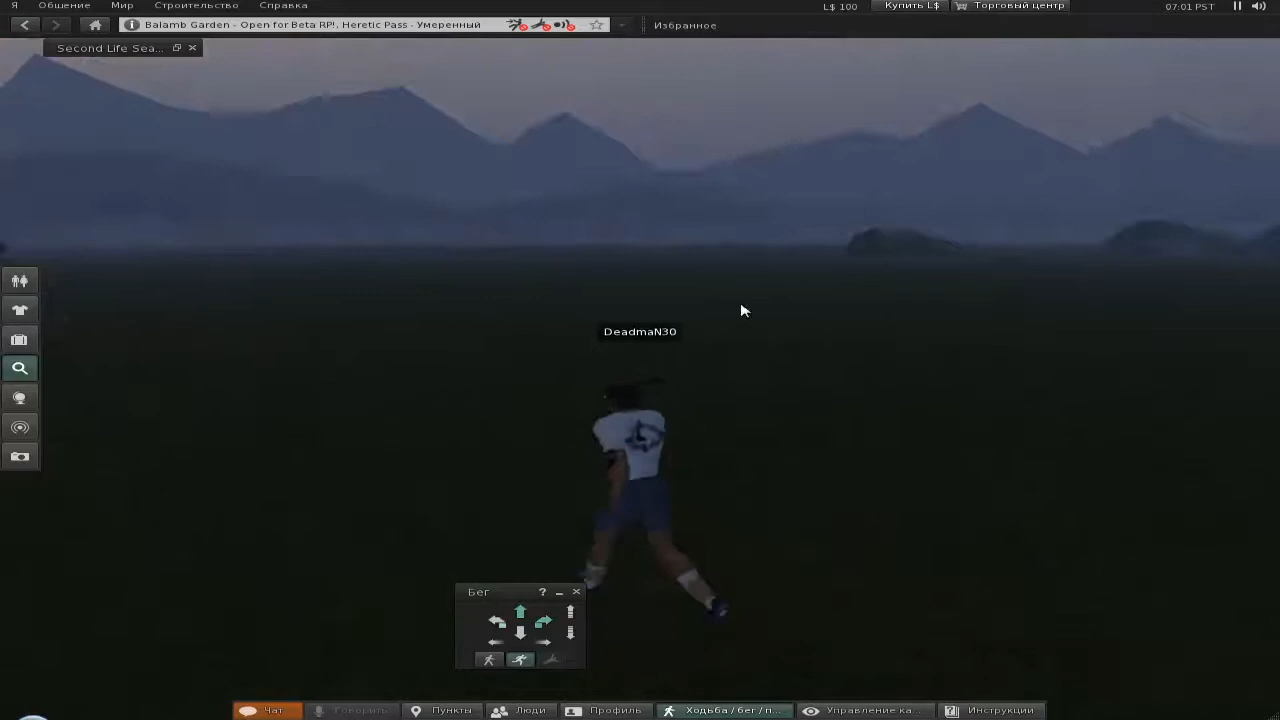 Я Общение Мир Строительство Справка L$ 100 Купить L$ Торговый центр 07:01 PST
Balamb Garden - Open for Beta RP!, Heretic Pass - Умеренный Избранное
Second Life Sea...
DeadmaN30
Бег ?
Чат Говорить Пункты Люди Профиль Ходьба / бег / п... Управление ка... Инструкции